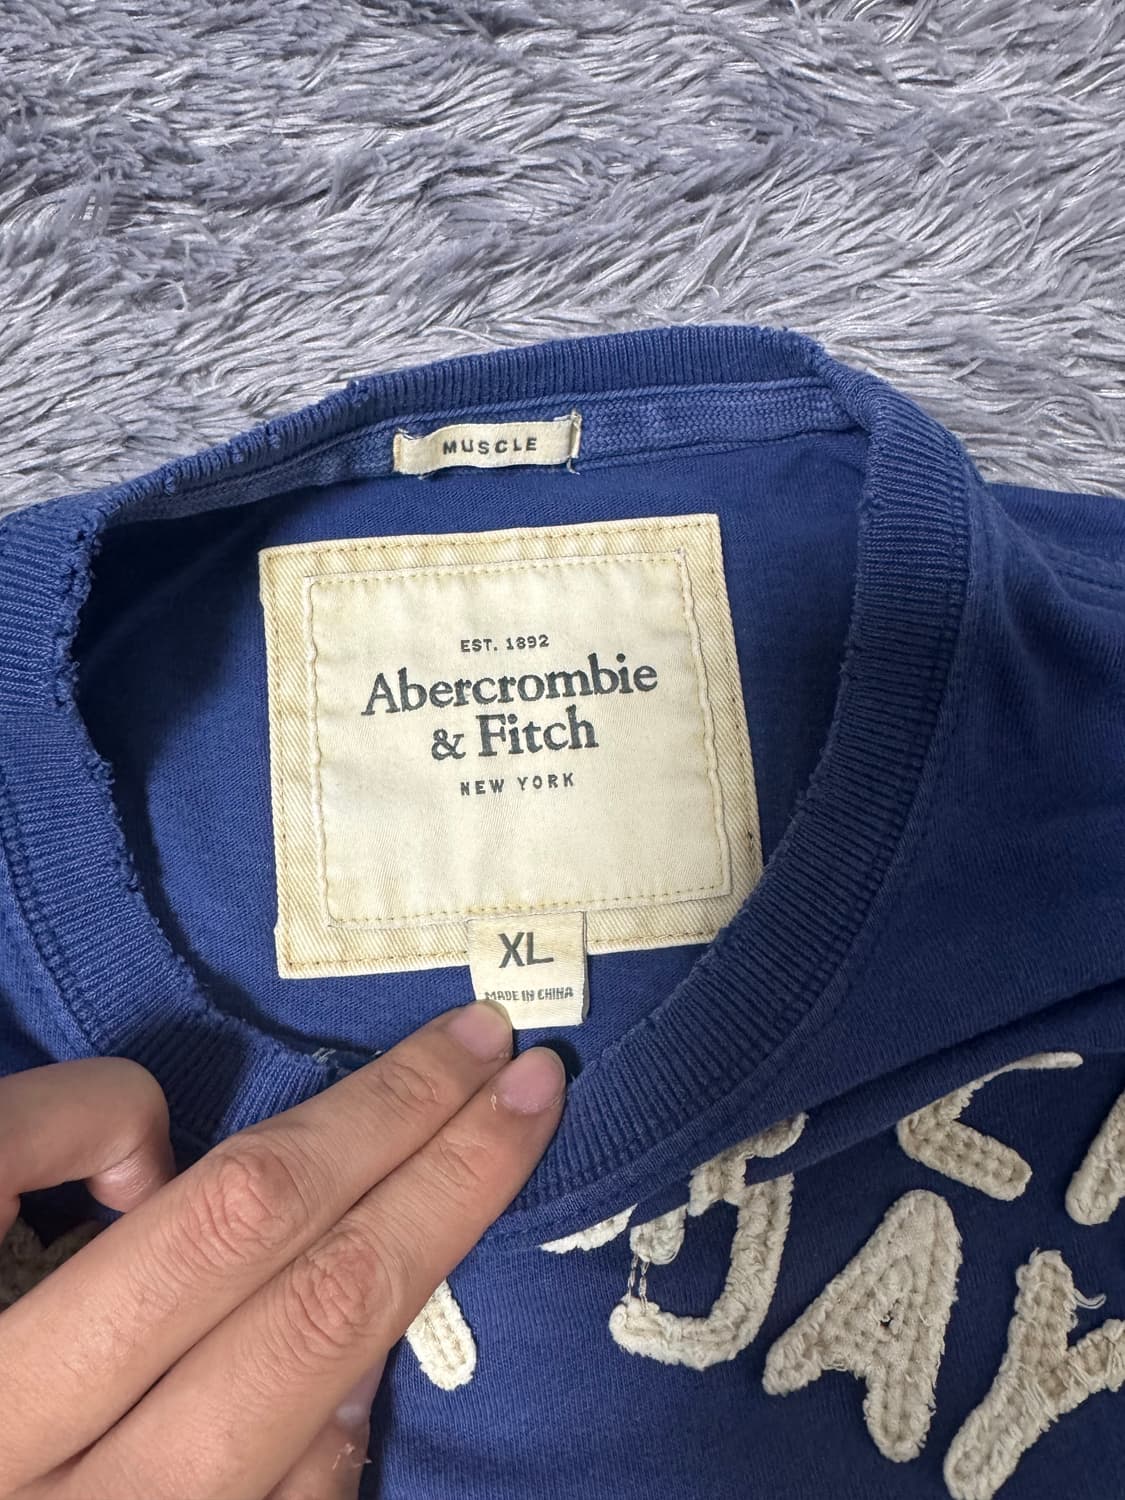 MUSCLE
EST. 1892
Abercrombie
& Fitch
NEW YORK
XL
MADE IN CHINA